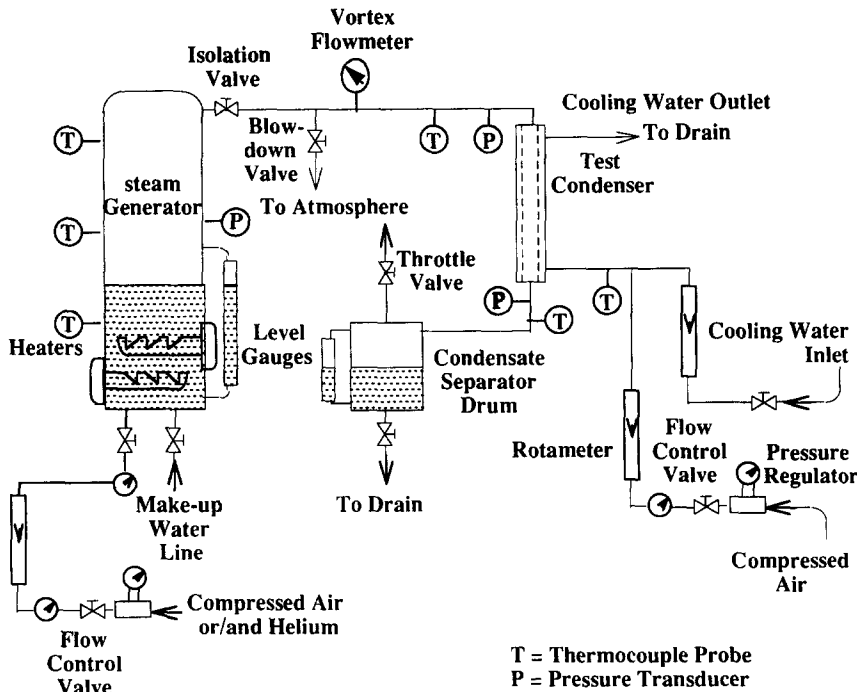 Vortex
Flowmeter
Isolation
Valve
Cooling Water Outlet
To Drain
Blow-
down
Valve
T
P
Test
Condenser
T
steam
Generator
To Atmosphere
T
P
Throttle
Valve
T
P
T
T
Heaters
Level
Gauges
Condensate
Separator
Drum
Cooling Water
Inlet
Rotameter
Flow
Control
Valve
Pressure
Regulator
Make-up
Water
Line
To Drain
Compressed
Air
Compressed Air
or/and Helium
Flow
Control
Valve
T = Thermocouple Probe
P = Pressure Transducer